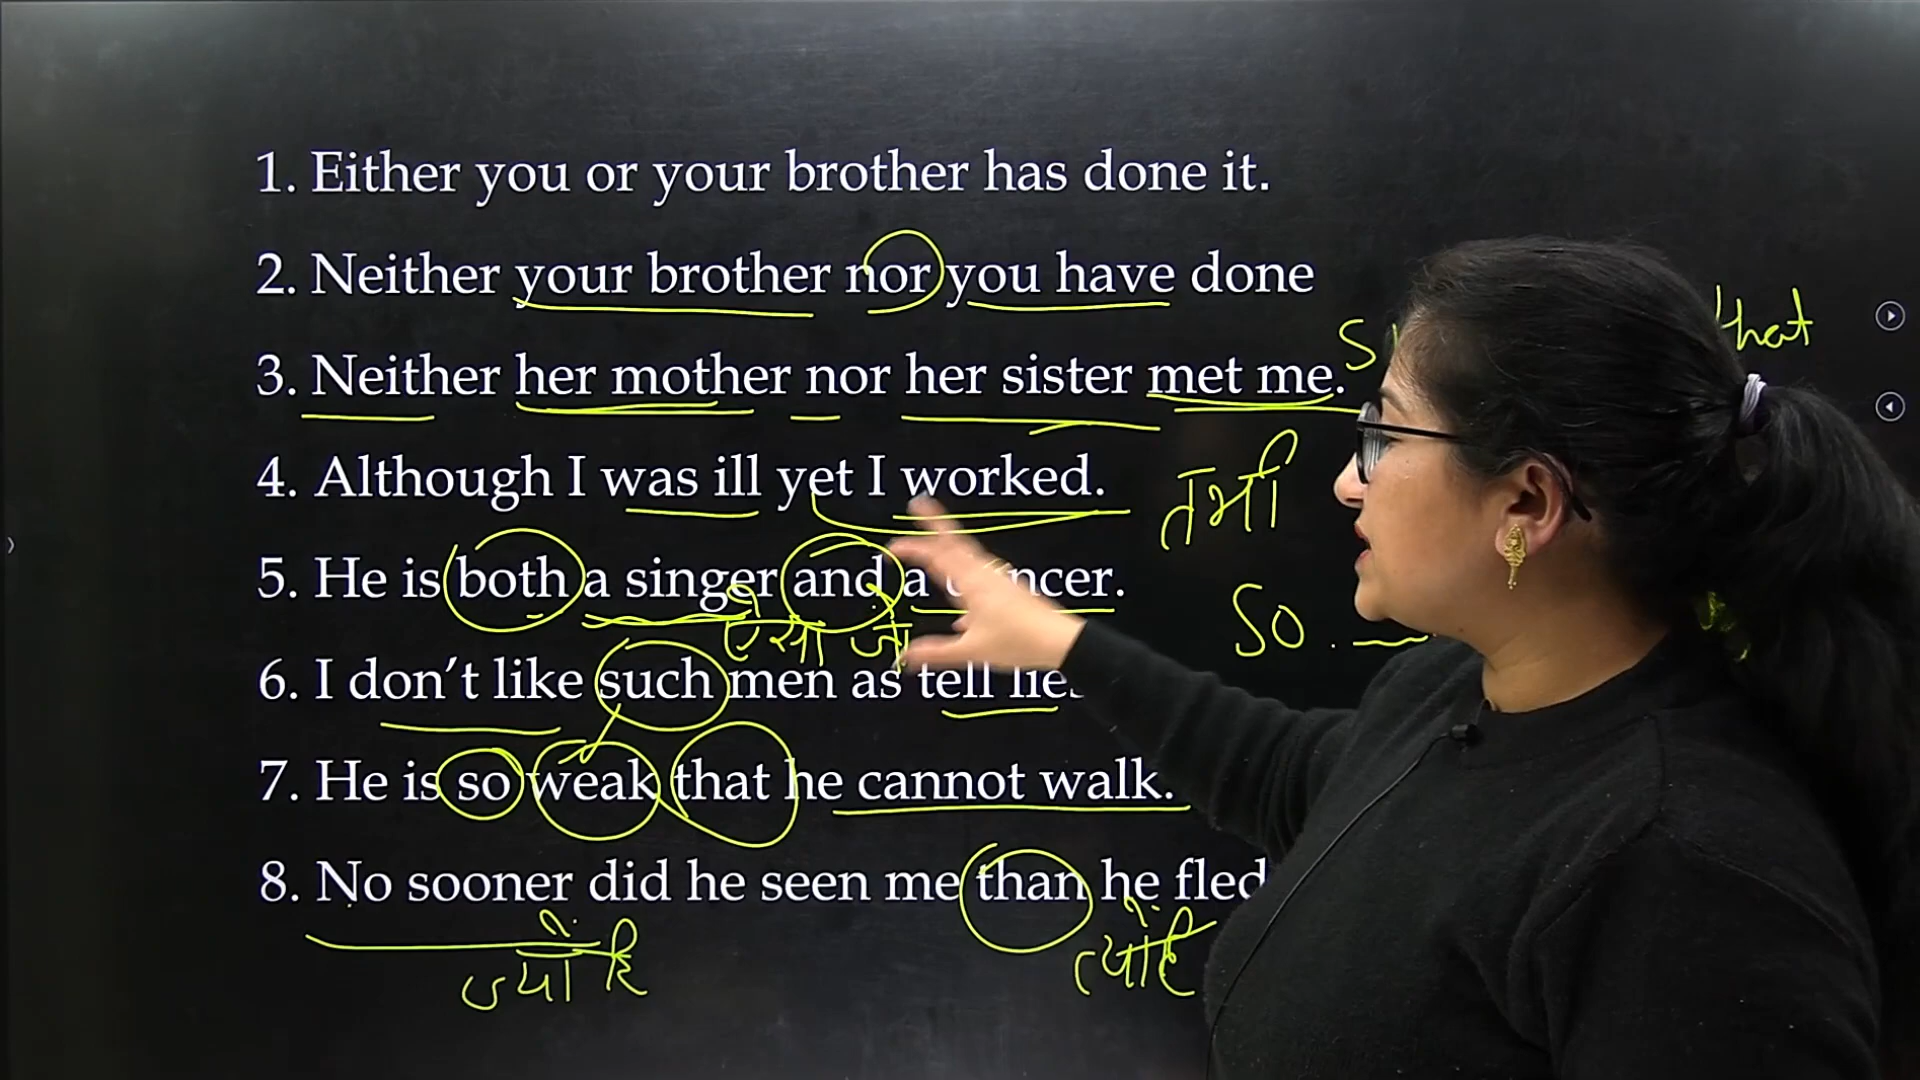 1. Either you or your brother has done it.
2. Neither your brother nor you have done
that
3. Neither her mother nor her sister met me.
4. Although I was ill yet I worked.
तभी
5. He is both a singer and a dancer.
so . —
ऐसा जो
6. I don't like such men as tell lies
7. He is so weak that he cannot walk.
8. No sooner did he seen me than he fled
ज्यों हि
त्योंहि